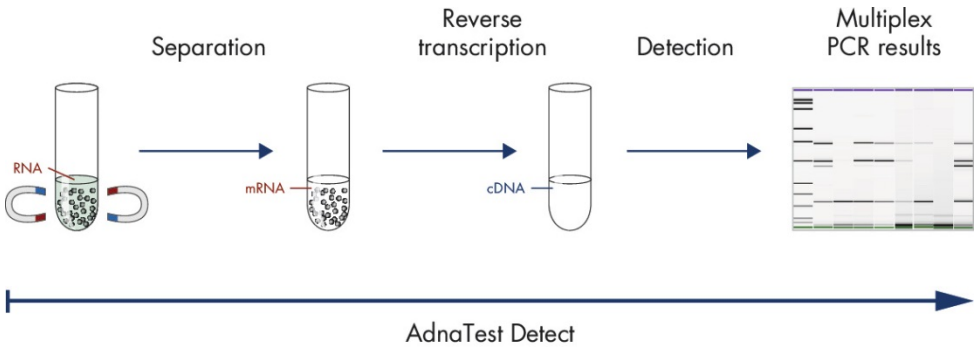 Separation
Reverse
transcription
Detection
Multiplex
PCR results
RNA
mRNA
cDNA
AdnaTest Detect